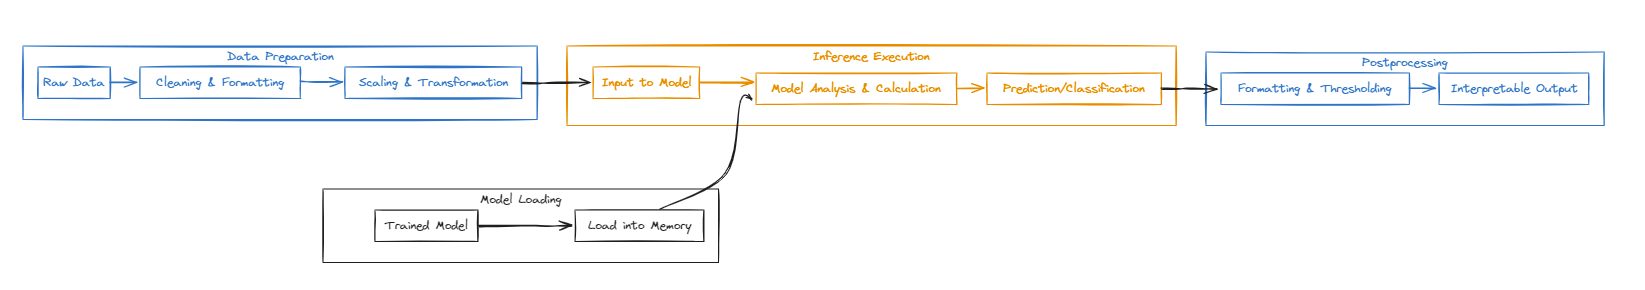 Data Preparation
Raw Data
Cleaning & Formatting
Scaling & Transformation
Inference Execution
Input to Model
Model Analysis & Calculation
Prediction/Classification
Postprocessing
Formatting & Thresholding
Interpretable Output
Model Loading
Trained Model
Load into Memory